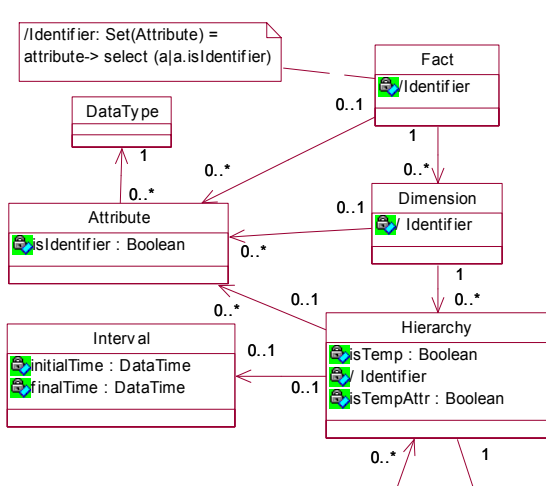 /Identifier: Set(Attribute) =
attribute-> select (a|a.isIdentifier)
Fact
/Identifier
0..1
1
DataType
1
0..*
0..*
0..*
Dimension
/ Identifier
0..1
0..*
Attribute
isIdentifier : Boolean
1
0..*
0..*
0..1
Hierarchy
isTemp : Boolean
/ Identifier
isTempAttr : Boolean
Interval
initialTime : DataTime
finalTime : DataTime
0..1
0..1
0..*
1